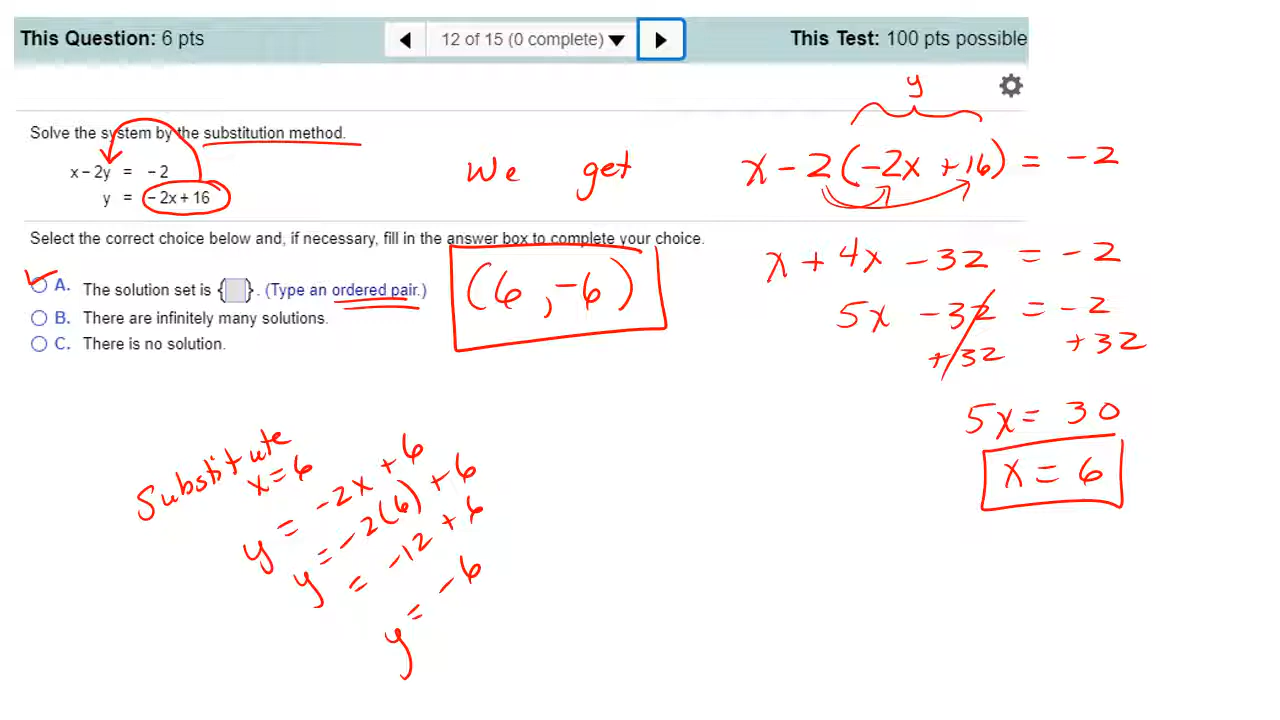 This Question: 6 pts
12 of 15 (0 complete)
This Test: 100 pts possible
Solve the system by the substitution method.
x − 2y = − 2
y = − 2x + 16
Select the correct choice below and, if necessary, fill in the answer box to complete your choice.
A. The solution set is { }. (Type an ordered pair.)
B. There are infinitely many solutions.
C. There is no solution.
(6, -6)
We get
y
x - 2(-2x + 16) = -2
x + 4x - 32 = -2
5x - 32 = -2
+32 +32
5x = 30
x = 6
Substitute
x = 6
y = -2x + 6
y = -2(6) + 6
y = -12 + 6
y = -6